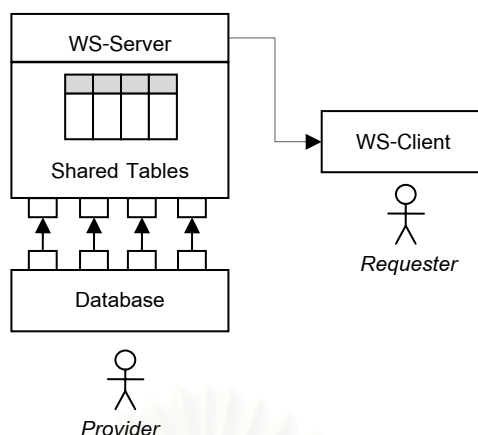 WS-Server
Shared Tables
WS-Client
Requester
Database
Provider